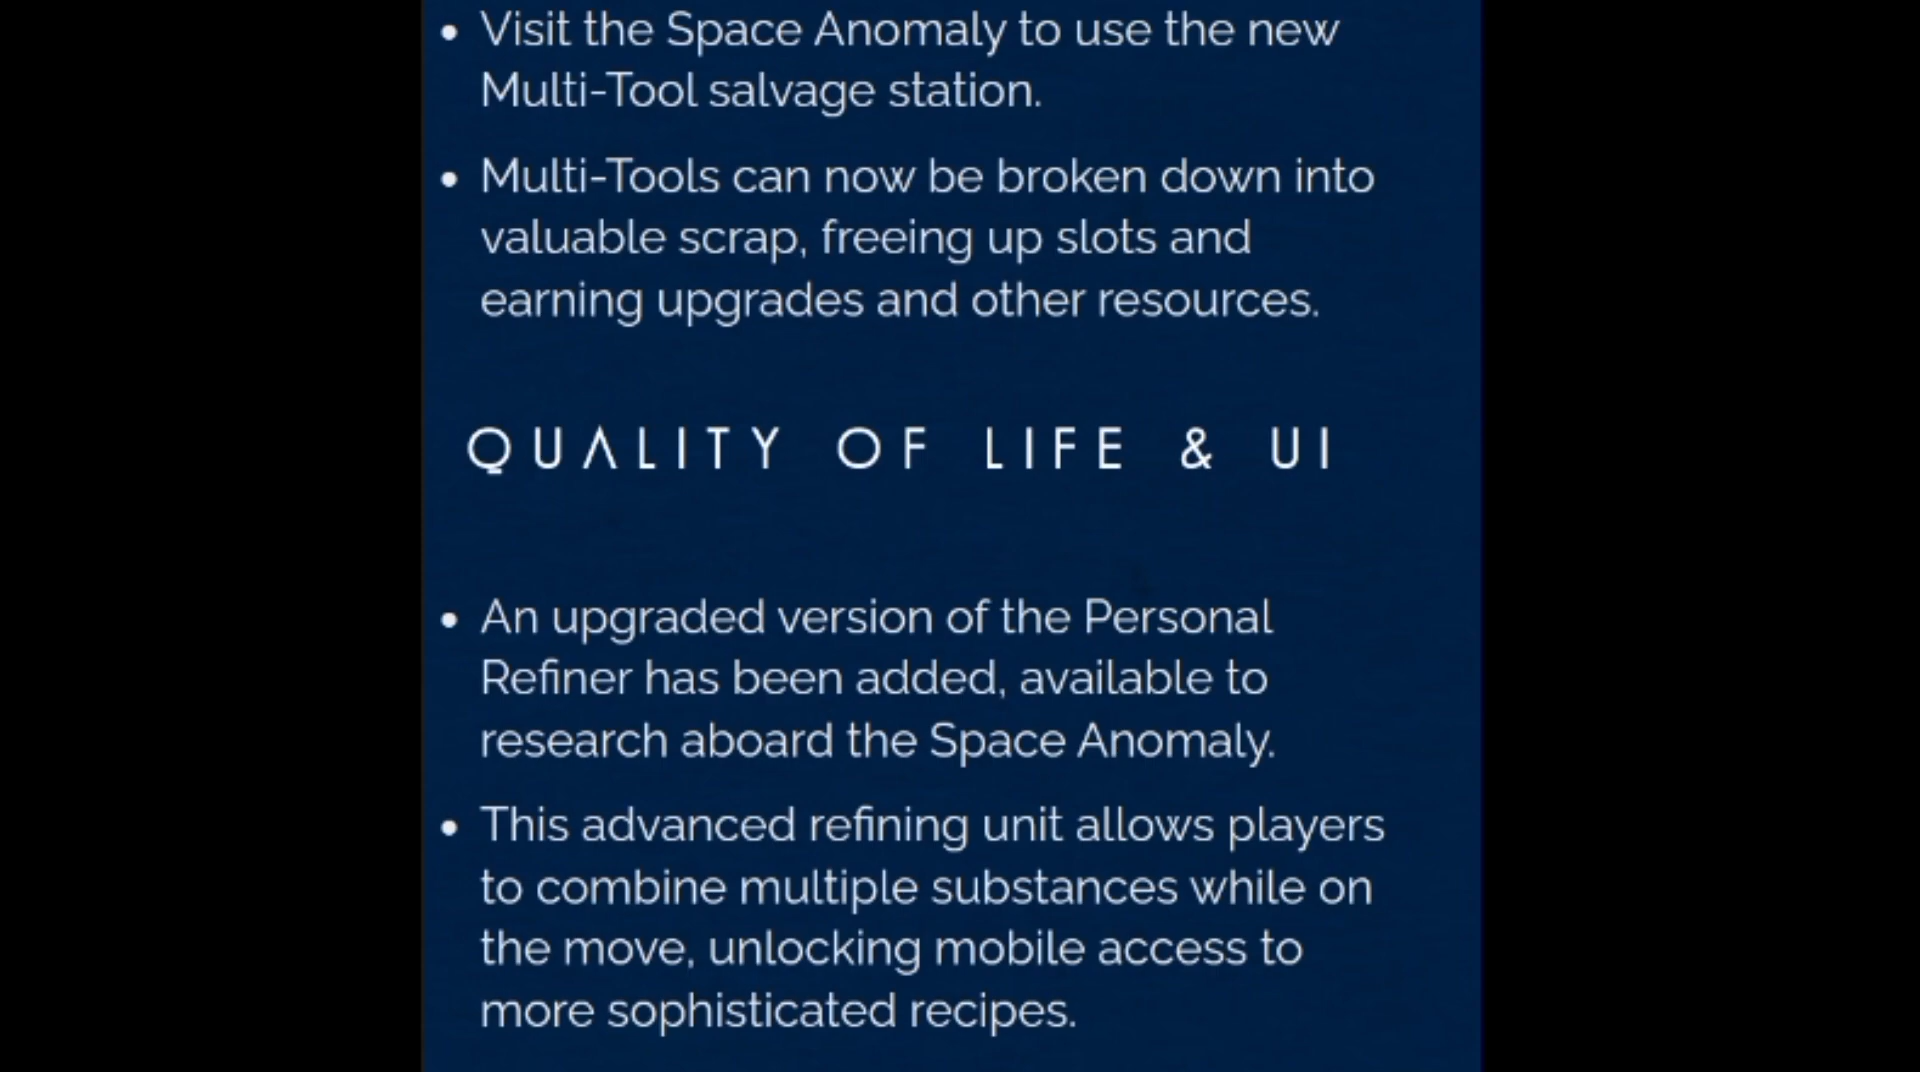 • Visit the Space Anomaly to use the new
Multi-Tool salvage station.
• Multi-Tools can now be broken down into
valuable scrap, freeing up slots and
earning upgrades and other resources.
QUALITY OF LIFE & UI
• An upgraded version of the Personal
Refiner has been added, available to
research aboard the Space Anomaly.
• This advanced refining unit allows players
to combine multiple substances while on
the move, unlocking mobile access to
more sophisticated recipes.